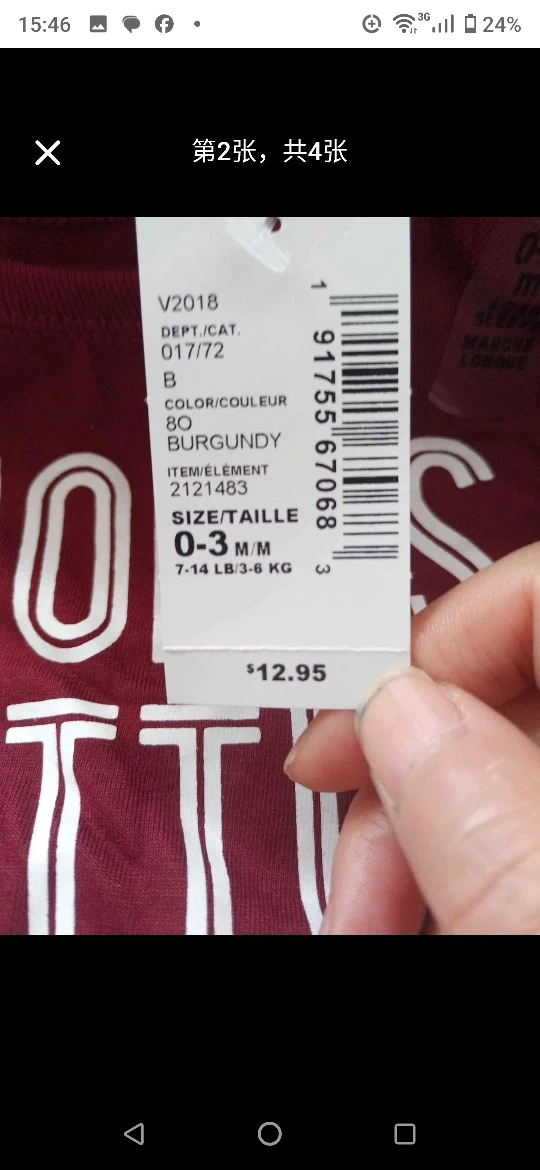 15:46
3G
24%
第2张，共4张
V2018
DEPT./CAT.
017/72
B
COLOR/COULEUR
8O
BURGUNDY
ITEM/ÉLÉMENT
2121483
SIZE/TAILLE
0-3 M/M
7-14 LB/3-6 KG
1 91755 67068 3
$12.95
MANCHE
LONGUE